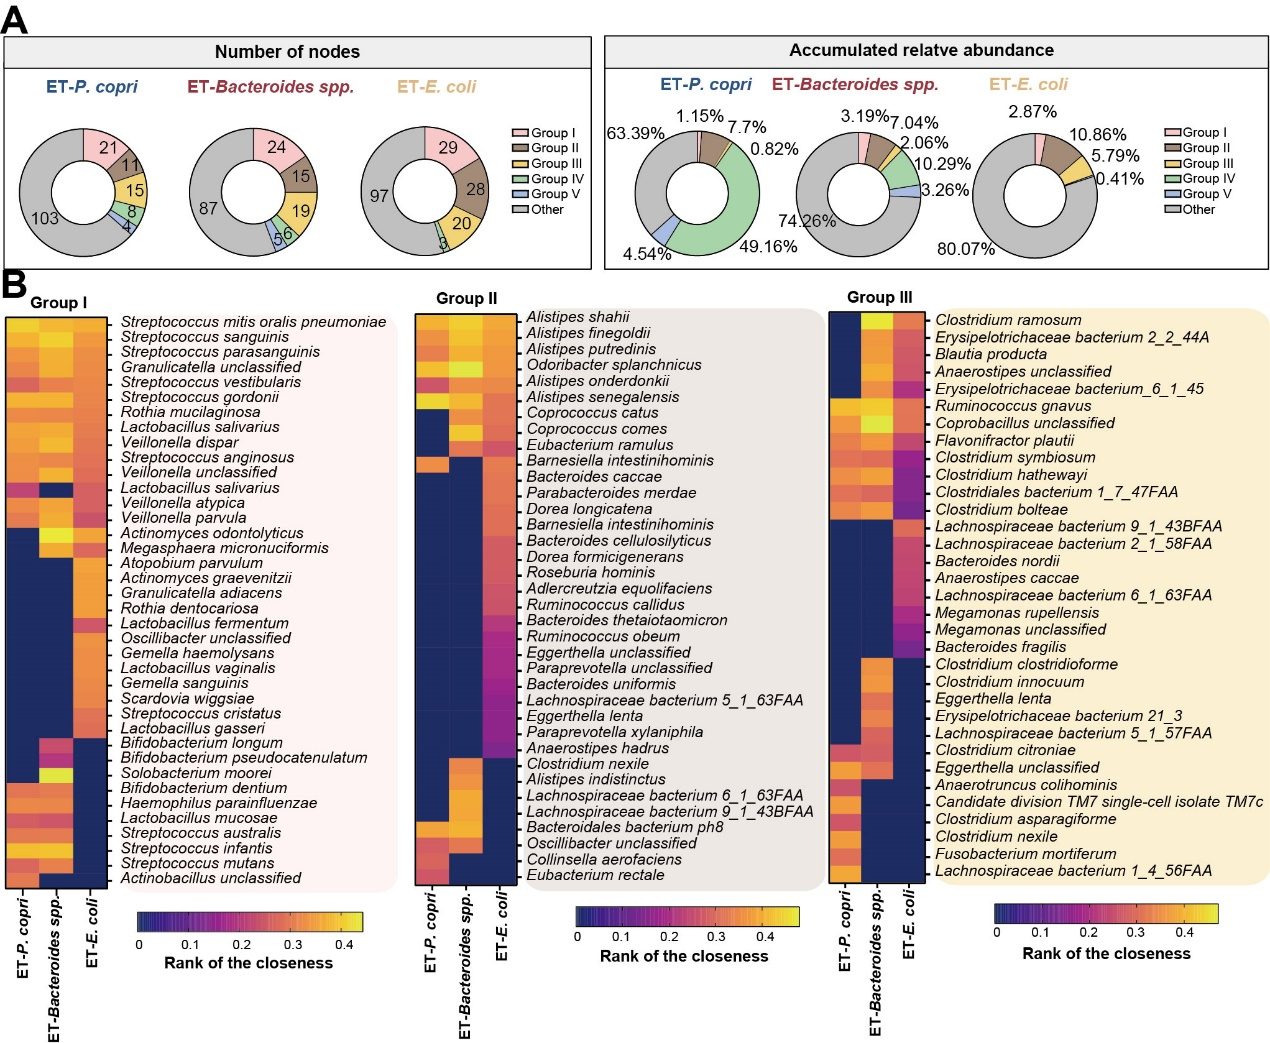 A
Number of nodes
ET-P. copri
ET-Bacteroides spp.
ET-E. coli
21
11
15
8
4
103
24
15
19
6
5
87
29
28
20
3
97
Group I
Group II
Group III
Group IV
Group V
Other
Accumulated relatve abundance
ET-P. copri
ET-Bacteroides spp.
ET-E. coli
1.15%
7.7%
0.82%
49.16%
4.54%
63.39%
3.19%
7.04%
2.06%
10.29%
3.26%
74.26%
2.87%
10.86%
5.79%
0.41%
80.07%
Group I
Group II
Group III
Group IV
Group V
Other
B
Group I
Streptococcus mitis oralis pneumoniae
Streptococcus sanguinis
Streptococcus parasanguinis
Granulicatella unclassified
Streptococcus vestibularis
Streptococcus gordonii
Rothia mucilaginosa
Lactobacillus salivarius
Veillonella dispar
Streptococcus anginosus
Veillonella unclassified
Lactobacillus salivarius
Veillonella atypica
Veillonella parvula
Actinomyces odontolyticus
Megasphaera micronuciformis
Atopobium parvulum
Actinomyces graevenitzii
Granulicatella adiacens
Rothia dentocariosa
Lactobacillus fermentum
Oscillibacter unclassified
Gemella haemolysans
Lactobacillus vaginalis
Gemella sanguinis
Scardovia wiggsiae
Streptococcus cristatus
Lactobacillus gasseri
Bifidobacterium longum
Bifidobacterium pseudocatenulatum
Solobacterium moorei
Bifidobacterium dentium
Haemophilus parainfluenzae
Lactobacillus mucosae
Streptococcus australis
Streptococcus infantis
Streptococcus mutans
Actinobacillus unclassified
ET-P. copri
ET-Bacteroides spp.
ET-E. coli
0 0.1 0.2 0.3 0.4
Rank of the closeness
Group II
Alistipes shahii
Alistipes finegoldii
Alistipes putredinis
Odoribacter splanchnicus
Alistipes onderdonkii
Alistipes senegalensis
Coprococcus catus
Coprococcus comes
Eubacterium ramulus
Barnesiella intestinihominis
Bacteroides caccae
Parabacteroides merdae
Dorea longicatena
Barnesiella intestinihominis
Bacteroides cellulosilyticus
Dorea formicigenerans
Roseburia hominis
Adlercreutzia equolifaciens
Ruminococcus callidus
Bacteroides thetaiotaomicron
Ruminococcus obeum
Eggerthella unclassified
Paraprevotella unclassified
Bacteroides uniformis
Lachnospiraceae bacterium 5_1_63FAA
Eggerthella lenta
Paraprevotella xylaniphila
Anaerostipes hadrus
Clostridium nexile
Alistipes indistinctus
Lachnospiraceae bacterium 6_1_63FAA
Lachnospiraceae bacterium 9_1_43BFAA
Bacteroidales bacterium ph8
Oscillibacter unclassified
Collinsella aerofaciens
Eubacterium rectale
ET-P. copri
ET-Bacteroides spp.
ET-E. coli
0 0.1 0.2 0.3 0.4
Rank of the closeness
Group III
Clostridium ramosum
Erysipelotrichaceae bacterium 2_2_44A
Blautia producta
Anaerostipes unclassified
Erysipelotrichaceae bacterium_6_1_45
Ruminococcus gnavus
Coprobacillus unclassified
Flavonifractor plautii
Clostridium symbiosum
Clostridium hathewayi
Clostridiales bacterium 1_7_47FAA
Clostridium bolteae
Lachnospiraceae bacterium 9_1_43BFAA
Lachnospiraceae bacterium 2_1_58FAA
Bacteroides nordii
Anaerostipes caccae
Lachnospiraceae bacterium 6_1_63FAA
Megamonas rupellensis
Megamonas unclassified
Bacteroides fragilis
Clostridium clostridioforme
Clostridium innocuum
Eggerthella lenta
Erysipelotrichaceae bacterium 21_3
Lachnospiraceae bacterium 5_1_57FAA
Clostridium citroniae
Eggerthella unclassified
Anaerotruncus colihominis
Candidate division TM7 single-cell isolate TM7c
Clostridium asparagiforme
Clostridium nexile
Fusobacterium mortiferum
Lachnospiraceae bacterium 1_4_56FAA
ET-P. copri
ET-Bacteroides spp.
ET-E. coli
0 0.1 0.2 0.3 0.4
Rank of the closeness